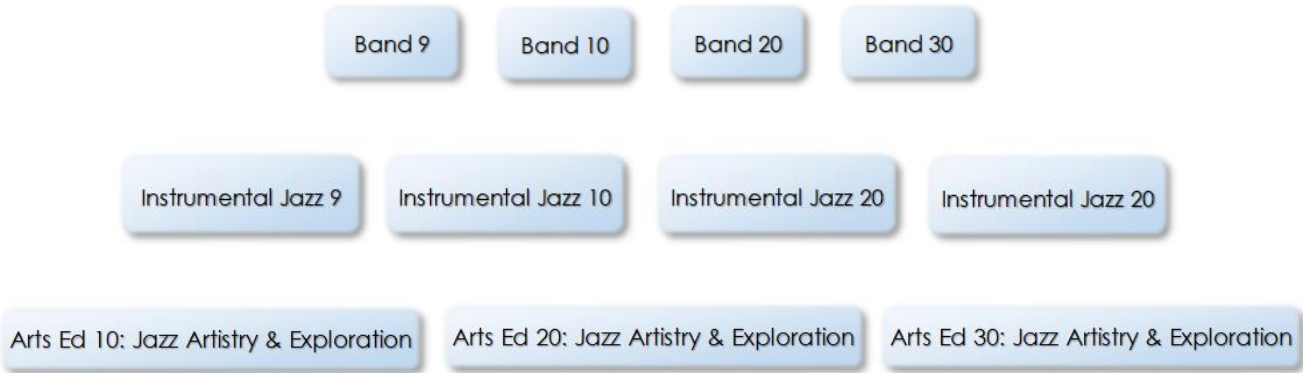 Band 9
Band 10
Band 20
Band 30
Instrumental Jazz 9
Instrumental Jazz 10
Instrumental Jazz 20
Instrumental Jazz 20
Arts Ed 10: Jazz Artistry & Exploration
Arts Ed 20: Jazz Artistry & Exploration
Arts Ed 30: Jazz Artistry & Exploration